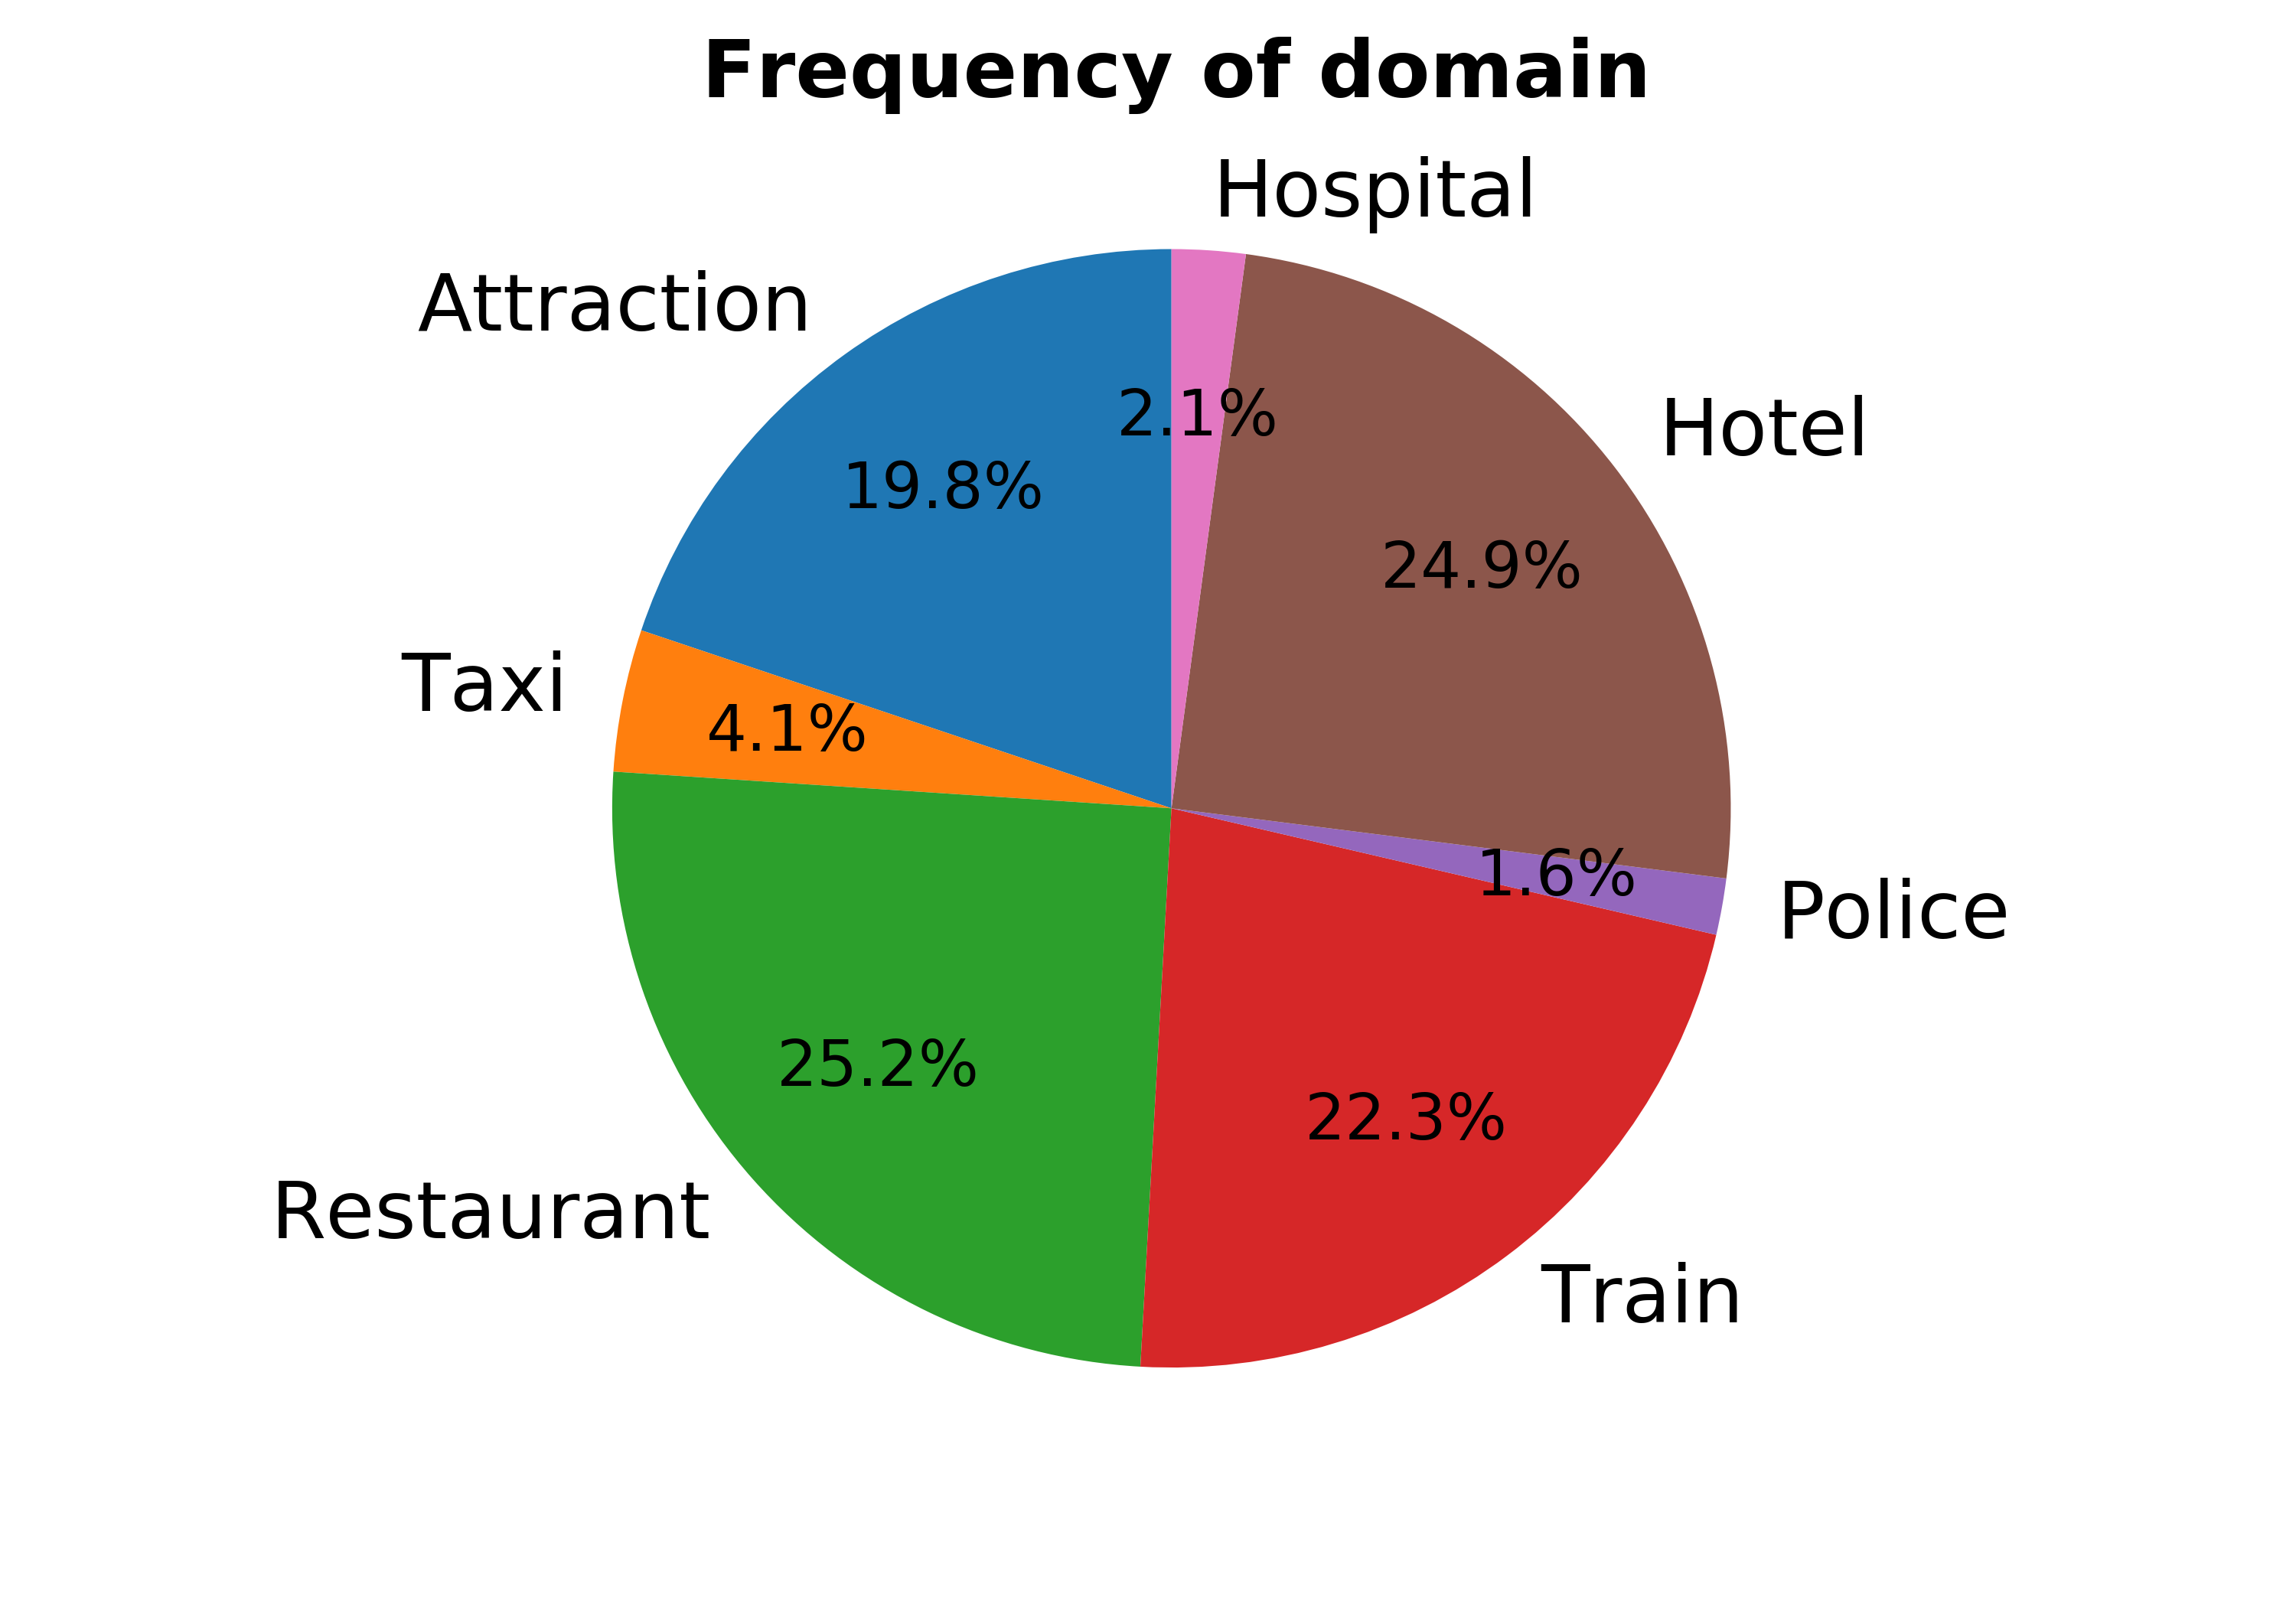 Frequency of domain
Hospital
Attraction
2.1%
Hotel
19.8%
24.9%
Taxi
4.1%
1.6%
Police
25.2%
22.3%
Restaurant
Train